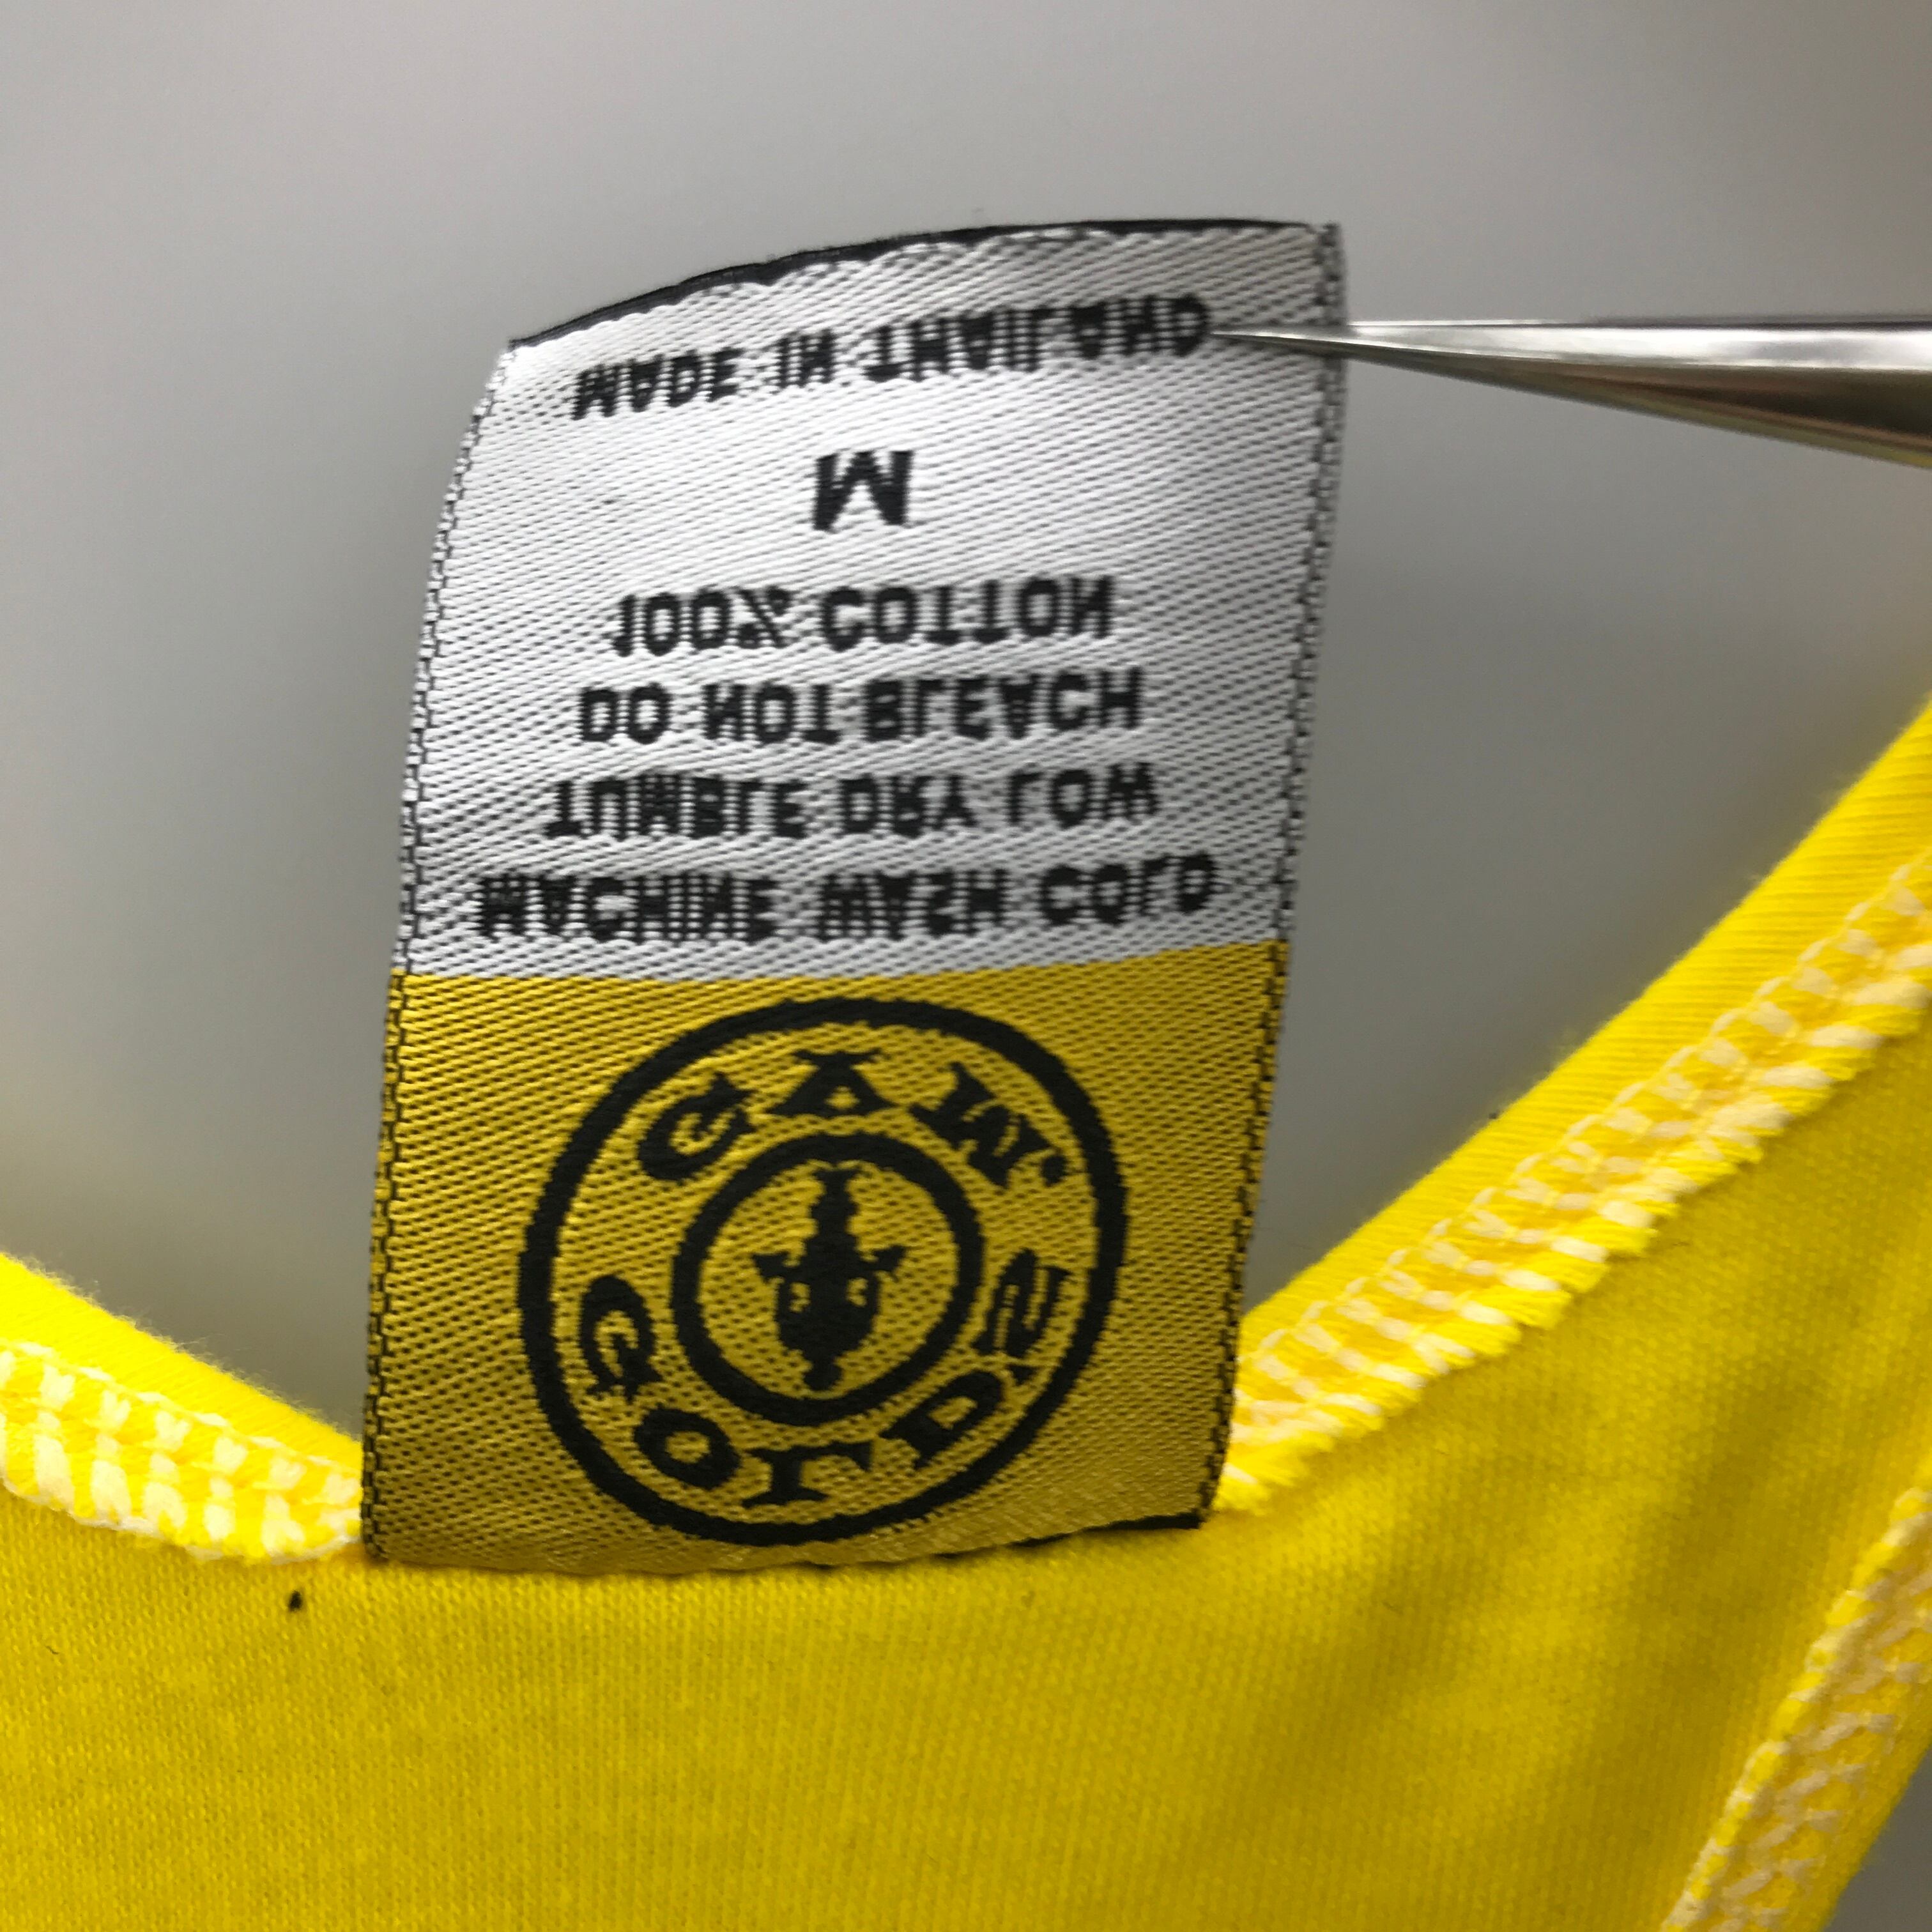 GOLD'S
GYM
MACHINE WASH COLD
TUMBLE DRY LOW
DO NOT BLEACH
100% COTTON
M
MADE IN THAILAND